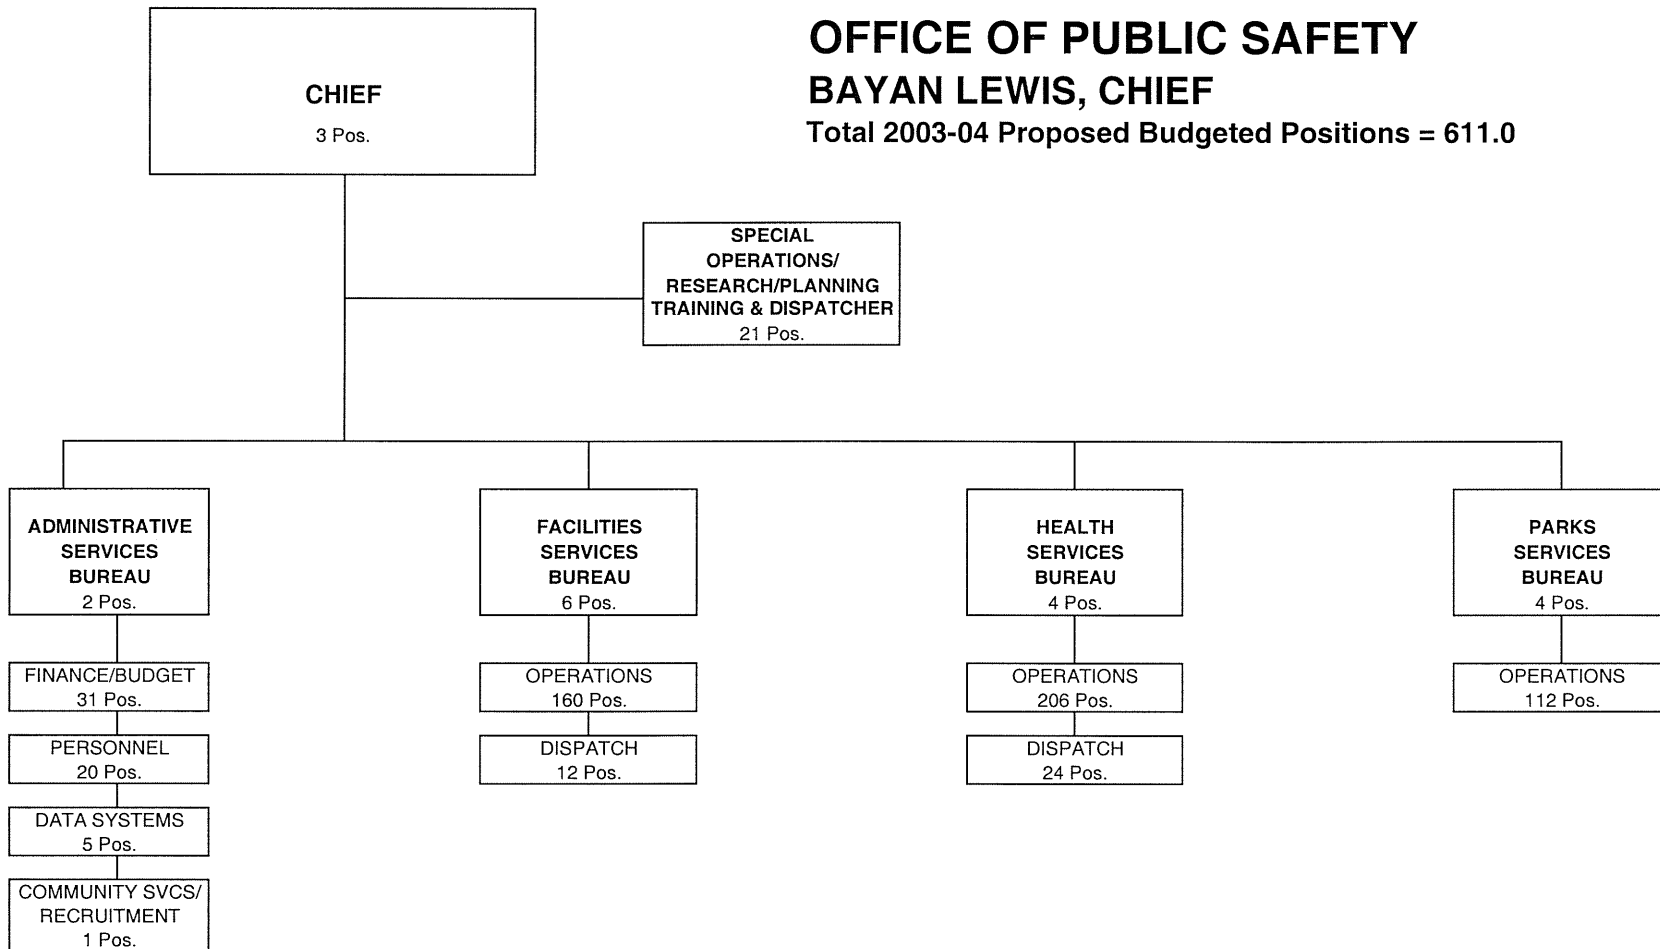 OFFICE OF PUBLIC SAFETY
BAYAN LEWIS, CHIEF
Total 2003-04 Proposed Budgeted Positions = 611.0
CHIEF
3 Pos.
SPECIAL
OPERATIONS/
RESEARCH/PLANNING
TRAINING & DISPATCHER
21 Pos.
ADMINISTRATIVE
SERVICES
BUREAU
2 Pos.
FINANCE/BUDGET
31 Pos.
PERSONNEL
20 Pos.
DATA SYSTEMS
5 Pos.
COMMUNITY SVCS/
RECRUITMENT
1 Pos.
FACILITIES
SERVICES
BUREAU
6 Pos.
OPERATIONS
160 Pos.
DISPATCH
12 Pos.
HEALTH
SERVICES
BUREAU
4 Pos.
OPERATIONS
206 Pos.
DISPATCH
24 Pos.
PARKS
SERVICES
BUREAU
4 Pos.
OPERATIONS
112 Pos.